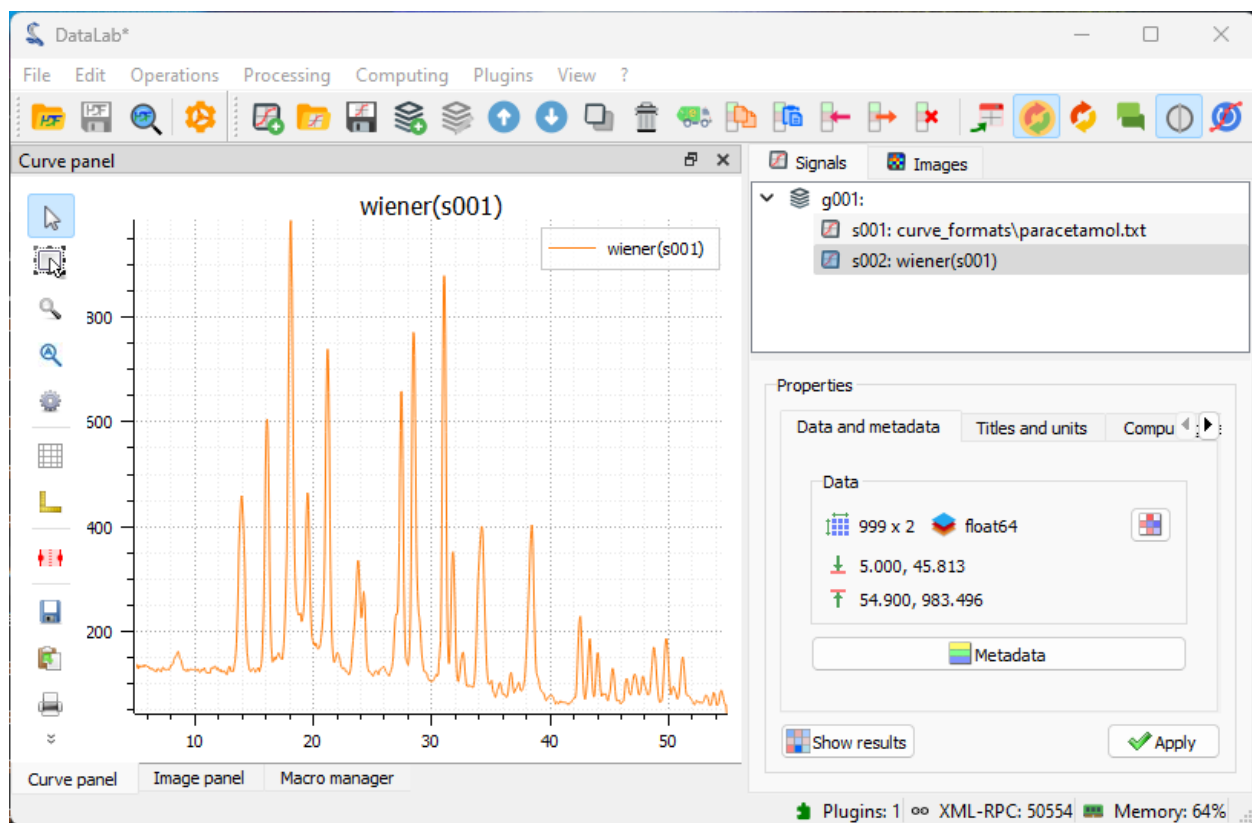 DataLab*
File Edit Operations Processing Computing Plugins View ?
Curve panel
wiener(s001)
wiener(s001)
800
600
400
200
10 20 30 40 50
Curve panel Image panel Macro manager
Signals Images
g001:
s001: curve_formats\paracetamol.txt
s002: wiener(s001)
Properties
Data and metadata Titles and units Compu
Data
999 x 2 float64
5.000, 45.813
54.900, 983.496
Metadata
Show results Apply
Plugins: 1 XML-RPC: 50554 Memory: 64%